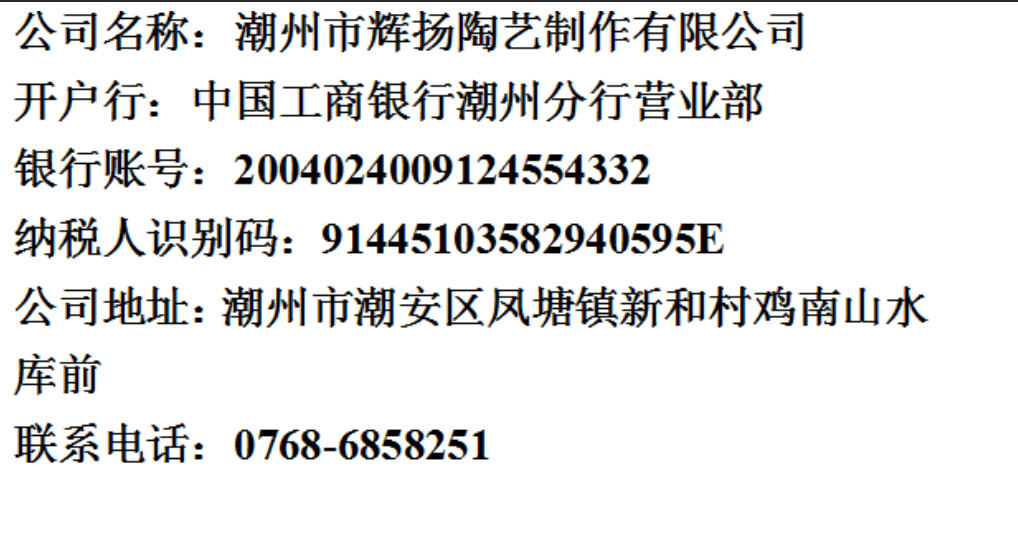 公司名称：潮州市辉扬陶艺制作有限公司
开户行：中国工商银行潮州分行营业部
银行账号：2004024009124554332
纳税人识别码：91445103582940595E
公司地址：潮州市潮安区凤塘镇新和村鸡南山水
库前
联系电话：0768-6858251